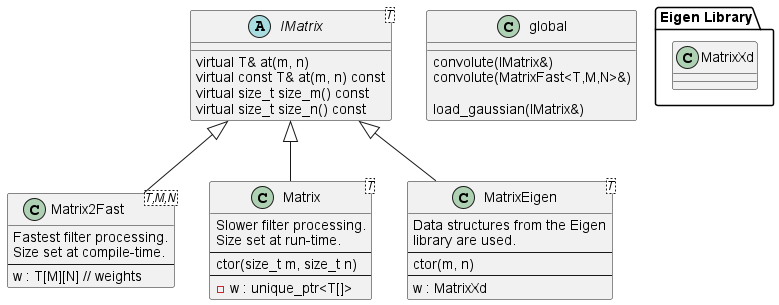 A IMatrix T
virtual T& at(m, n)
virtual const T& at(m, n) const
virtual size_t size_m() const
virtual size_t size_n() const
C global
convolute(IMatrix&)
convolute(MatrixFast<T,M,N>&)
load_gaussian(IMatrix&)
Eigen Library
C MatrixXd
C Matrix2Fast T,M,N
Fastest filter processing.
Size set at compile-time.
w : T[M][N] // weights
C Matrix T
Slower filter processing.
Size set at run-time.
ctor(size_t m, size_t n)
w : unique_ptr<T[]>
C MatrixEigen T
Data structures from the Eigen
library are used.
ctor(m, n)
w : MatrixXd